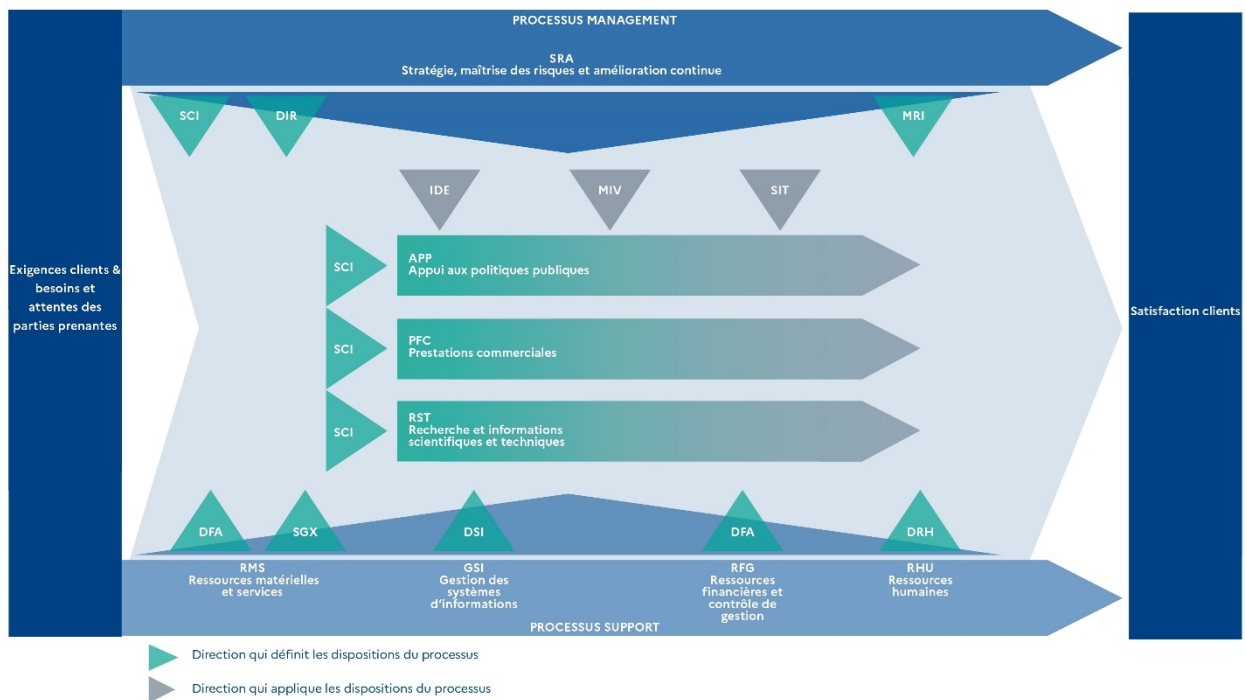 PROCESSUS MANAGEMENT
SRA
Stratégie, maîtrise des risques et amélioration continue
SCI
DIR
MRI
IDE
MIV
SIT
Exigences clients &
besoins et
attentes des
parties prenantes
SCI
APP
Appui aux politiques publiques
Satisfaction clients
SCI
PFC
Prestations commerciales
SCI
RST
Recherche et informations
scientifiques et techniques
DFA
SGX
DSI
DFA
DRH
RMS
Ressources matérielles
et services
GSI
Gestion des
systèmes
d'informations
RFG
Ressources
financières et
contrôle de
gestion
RHU
Ressources
humaines
PROCESSUS SUPPORT
Direction qui définit les dispositions du processus
Direction qui applique les dispositions du processus